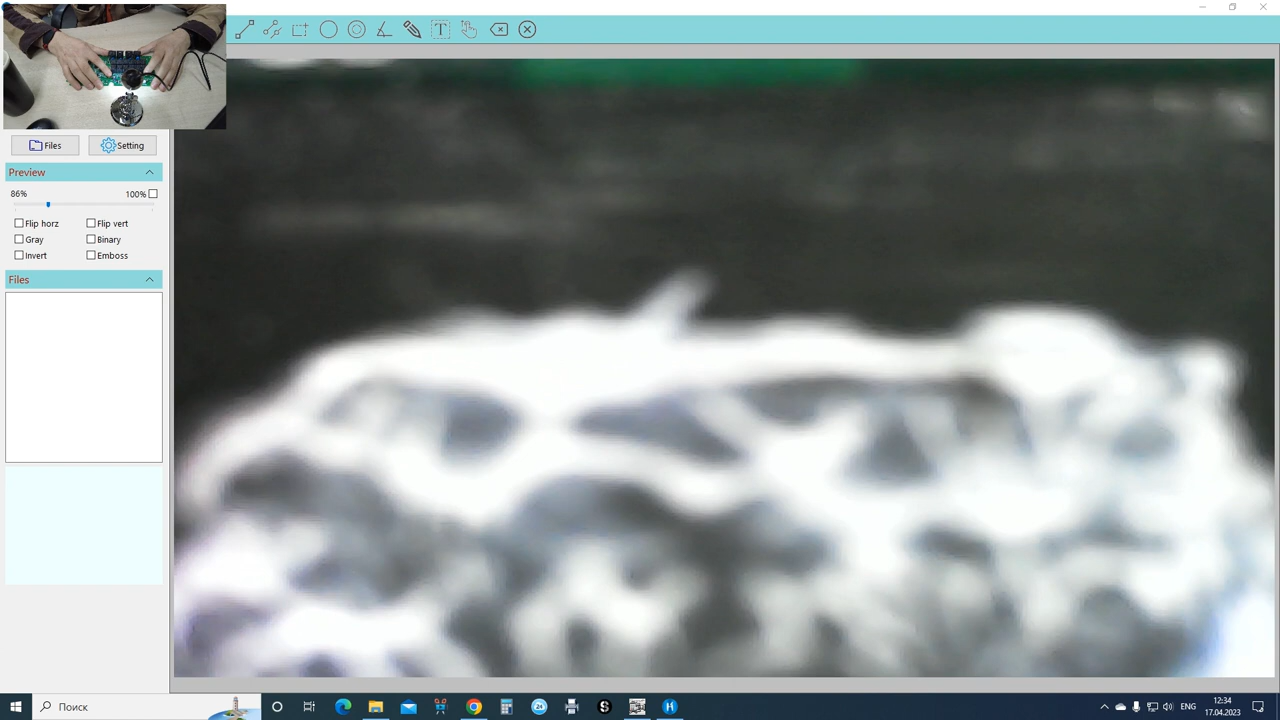 T
Files
Setting
Preview
86%
100%
Flip horz
Flip vert
Gray
Binary
Invert
Emboss
Files
Поиск
ENG
12:34
17.04.2023